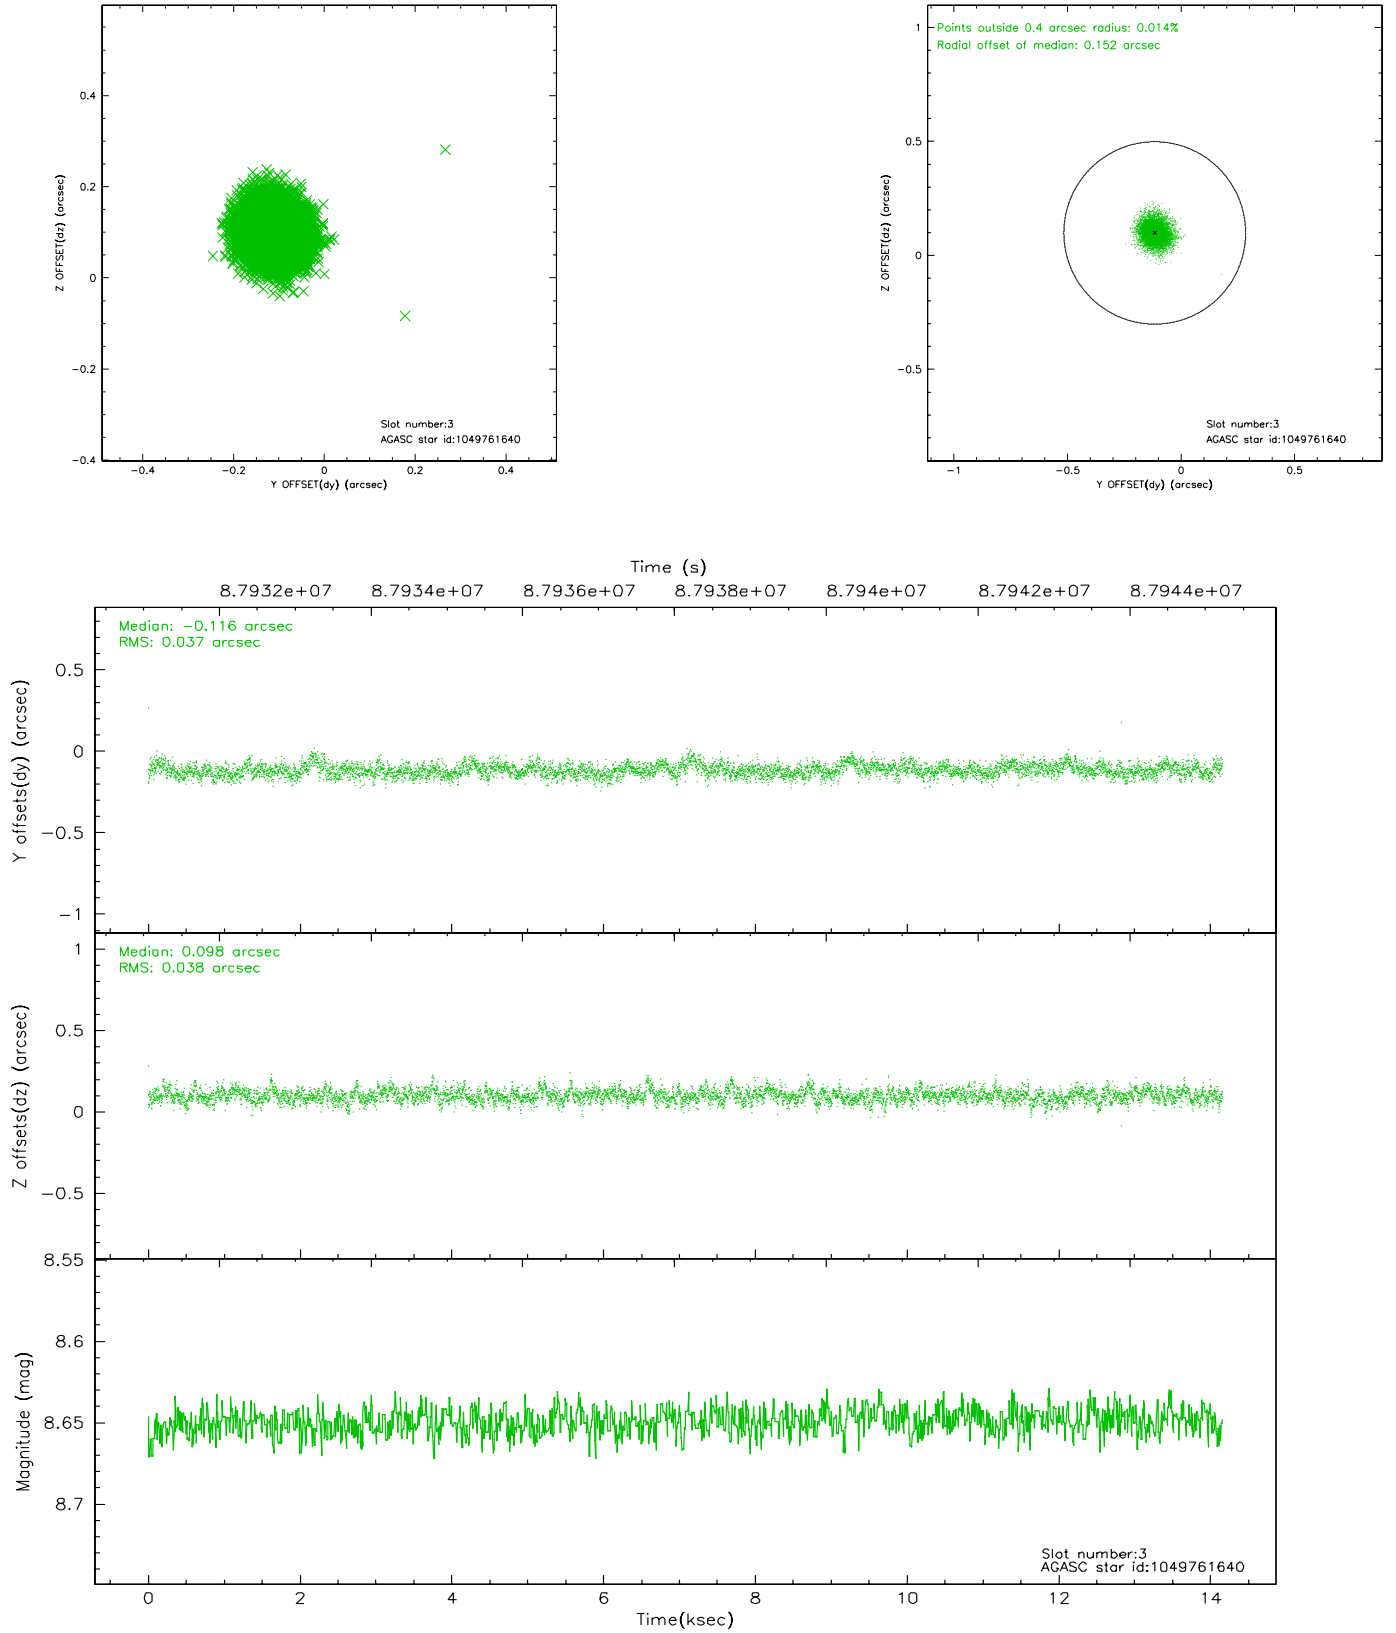 0.4
0.2
0
−0.2
−0.4
Z OFFSET(dz) (arcsec)
−0.4 −0.2 0 0.2 0.4
Y OFFSET(dy) (arcsec)
Slot number:3
AGASC star id:1049761640
Points outside 0.4 arcsec radius: 0.014%
Radial offset of median: 0.152 arcsec
1
0.5
0
−0.5
Z OFFSET(dz) (arcsec)
−1 −0.5 0 0.5
Y OFFSET(dy) (arcsec)
Slot number:3
AGASC star id:1049761640
Time (s)
8.7932e+07 8.7934e+07 8.7936e+07 8.7938e+07 8.794e+07 8.7942e+07 8.7944e+07
Median: −0.116 arcsec
RMS: 0.037 arcsec
0.5
0
−0.5
−1
Y offsets(dy) (arcsec)
Median: 0.098 arcsec
RMS: 0.038 arcsec
1
0.5
0
−0.5
Z offsets(dz) (arcsec)
8.55
8.6
8.65
8.7
Magnitude (mag)
Slot number:3
AGASC star id:1049761640
0 2 4 6 8 10 12 14
Time(ksec)